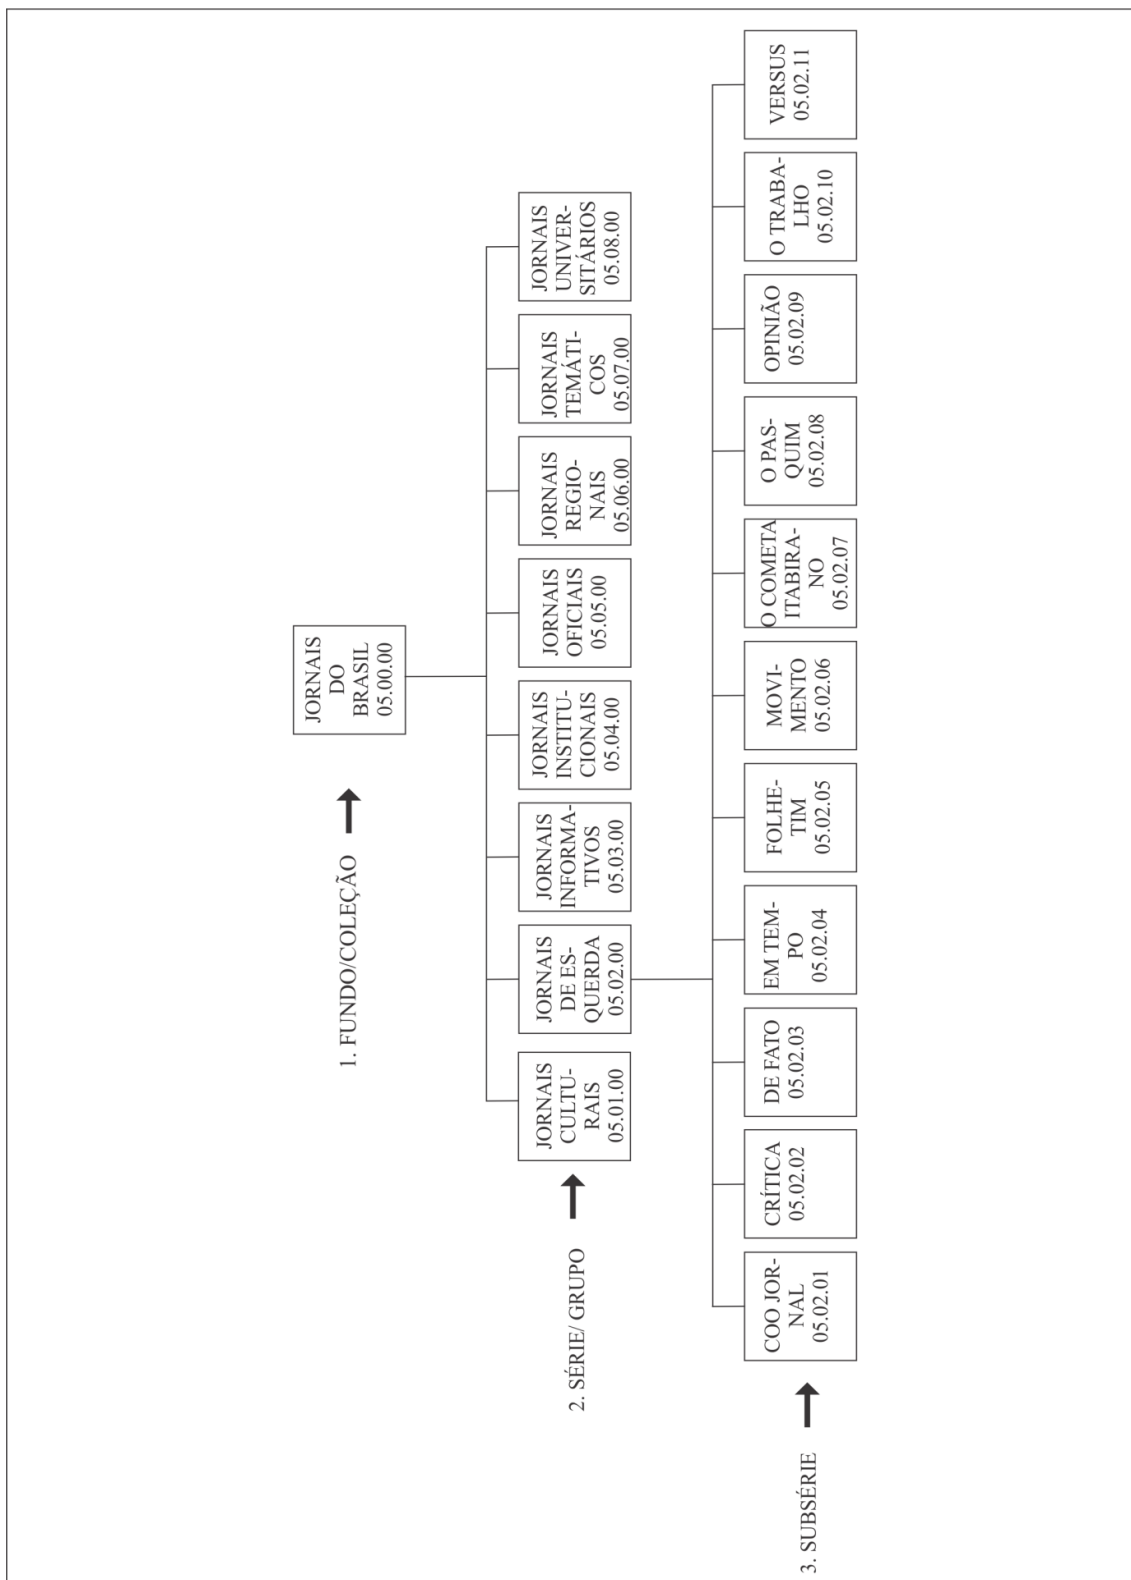 1. FUNDO/COLEÇÃO
JORNAIS
DO
BRASIL
05.00.00
2. SÉRIE/ GRUPO
JORNAIS
CULTU-
RAIS
05.01.00
JORNAIS
DE ES-
QUERDA
05.02.00
JORNAIS
INFORMA-
TIVOS
05.03.00
JORNAIS
INSTITU-
CIONAIS
05.04.00
JORNAIS
OFICIAIS
05.05.00
JORNAIS
REGIO-
NAIS
05.06.00
JORNAIS
TEMÁTI-
COS
05.07.00
JORNAIS
UNIVER-
SITÁRIOS
05.08.00
3. SUBSÉRIE
COO JOR-
NAL
05.02.01
CRÍTICA
05.02.02
DE FATO
05.02.03
EM TEM-
PO
05.02.04
FOLHE-
TIM
05.02.05
MOVI-
MENTO
05.02.06
O COMETA
ITABIRA-
NO
05.02.07
O PAS-
QUIM
05.02.08
OPINIÃO
05.02.09
O TRABA-
LHO
05.02.10
VERSUS
05.02.11